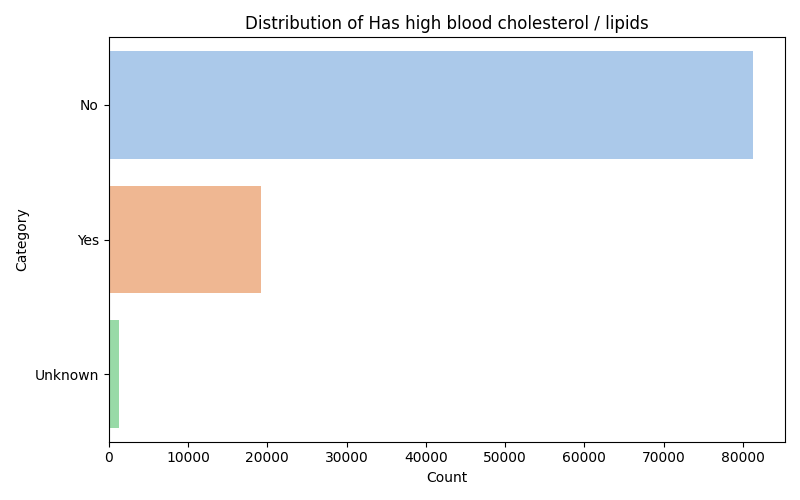 Distribution of Has high blood cholesterol / lipids
Category
No
Yes
Unknown
0 10000 20000 30000 40000 50000 60000 70000 80000
Count